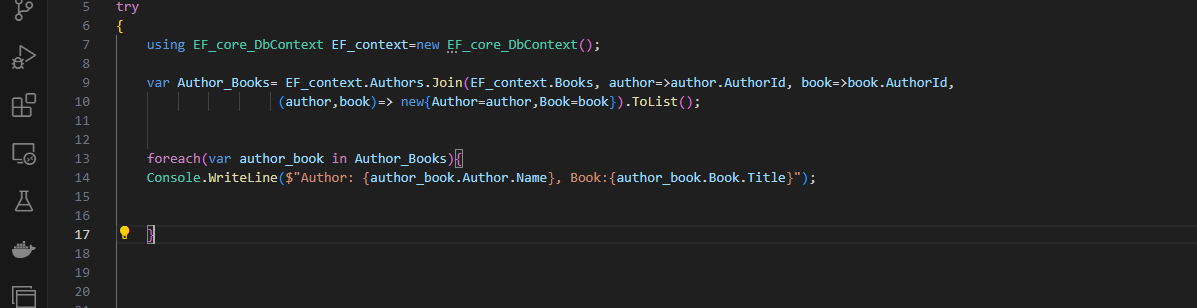 5 try
6 {
7 using EF_core_DbContext EF_context=new EF_core_DbContext();
8
9 var Author_Books= EF_context.Authors.Join(EF_context.Books, author=>author.AuthorId, book=>book.AuthorId,
10 (author,book)=> new{Author=author,Book=book}).ToList();
11
12
13 foreach(var author_book in Author_Books){
14 Console.WriteLine($"Author: {author_book.Author.Name}, Book:{author_book.Book.Title}");
15
16
17 }
18
19
20
21